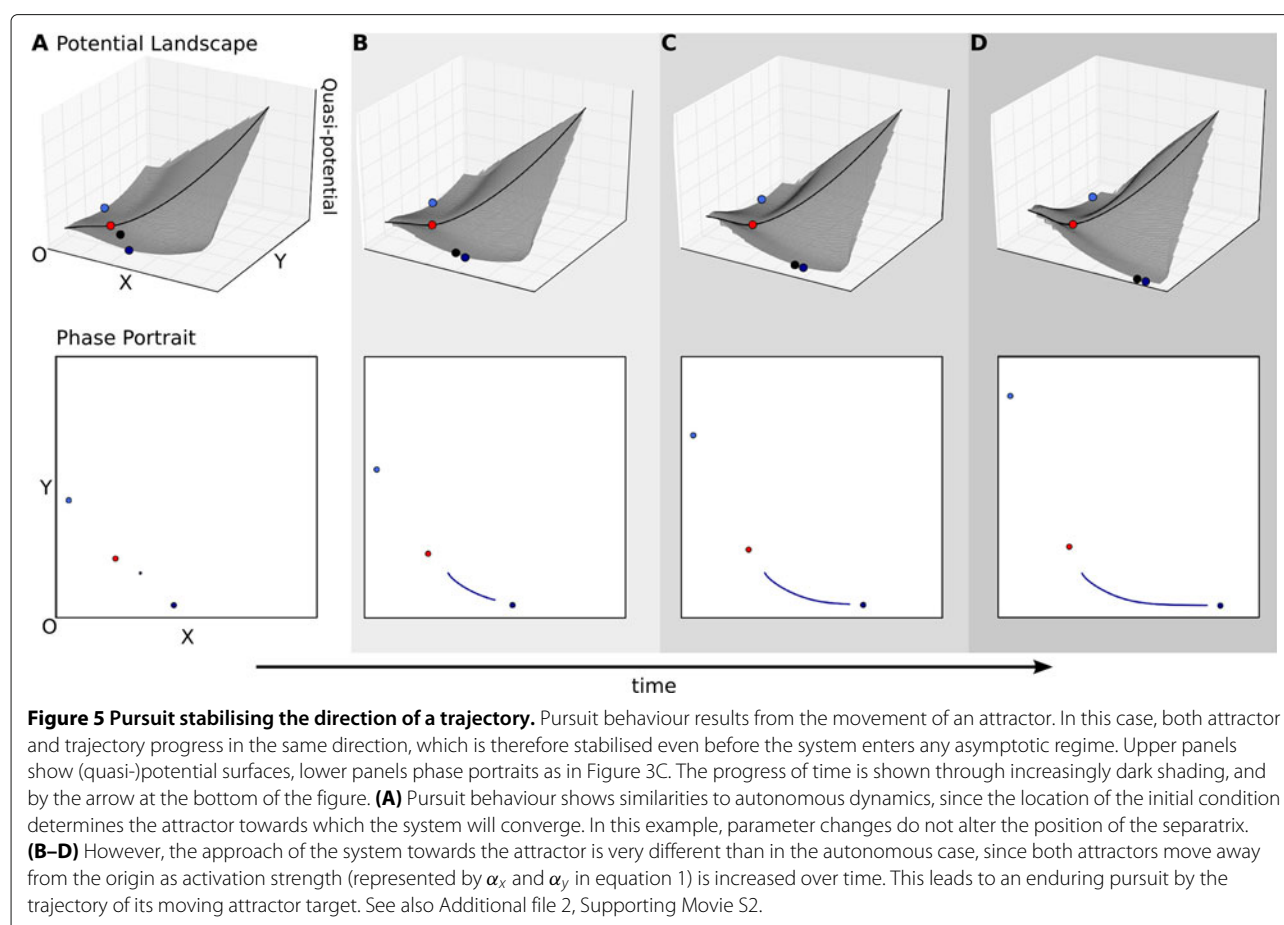 A Potential Landscape
B
C
D
Quasi-potential
O
X
Y
Phase Portrait
Y
O
X
time
Figure 5 Pursuit stabilising the direction of a trajectory. Pursuit behaviour results from the movement of an attractor. In this case, both attractor
and trajectory progress in the same direction, which is therefore stabilised even before the system enters any asymptotic regime. Upper panels
show (quasi-)potential surfaces, lower panels phase portraits as in Figure 3C. The progress of time is shown through increasingly dark shading, and
by the arrow at the bottom of the figure. (A) Pursuit behaviour shows similarities to autonomous dynamics, since the location of the initial condition
determines the attractor towards which the system will converge. In this example, parameter changes do not alter the position of the separatrix.
(B–D) However, the approach of the system towards the attractor is very different than in the autonomous case, since both attractors move away
from the origin as activation strength (represented by αx and αy in equation 1) is increased over time. This leads to an enduring pursuit by the
trajectory of its moving attractor target. See also Additional file 2, Supporting Movie S2.